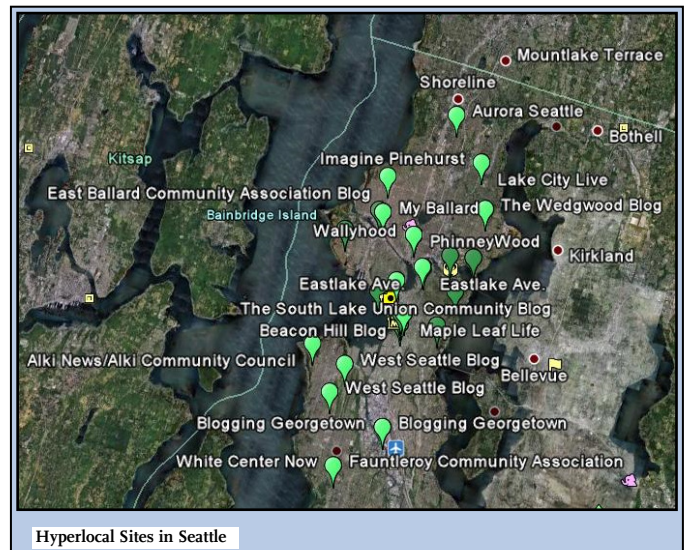 Mountlake Terrace
Shoreline
Aurora Seattle
Bothell
Kitsap
Imagine Pinehurst
Lake City Live
East Ballard Community Association Blog
My Ballard
The Wedgwood Blog
Bainbridge Island
Wallyhood
PhinneyWood
Kirkland
Eastlake Ave.
Eastlake Ave.
The South Lake Union Community Blog
Beacon Hill Blog
Maple Leaf Life
Alki News/Alki Community Council
West Seattle Blog
Bellevue
West Seattle Blog
Blogging Georgetown
Blogging Georgetown
White Center Now
Fauntleroy Community Association
Hyperlocal Sites in Seattle